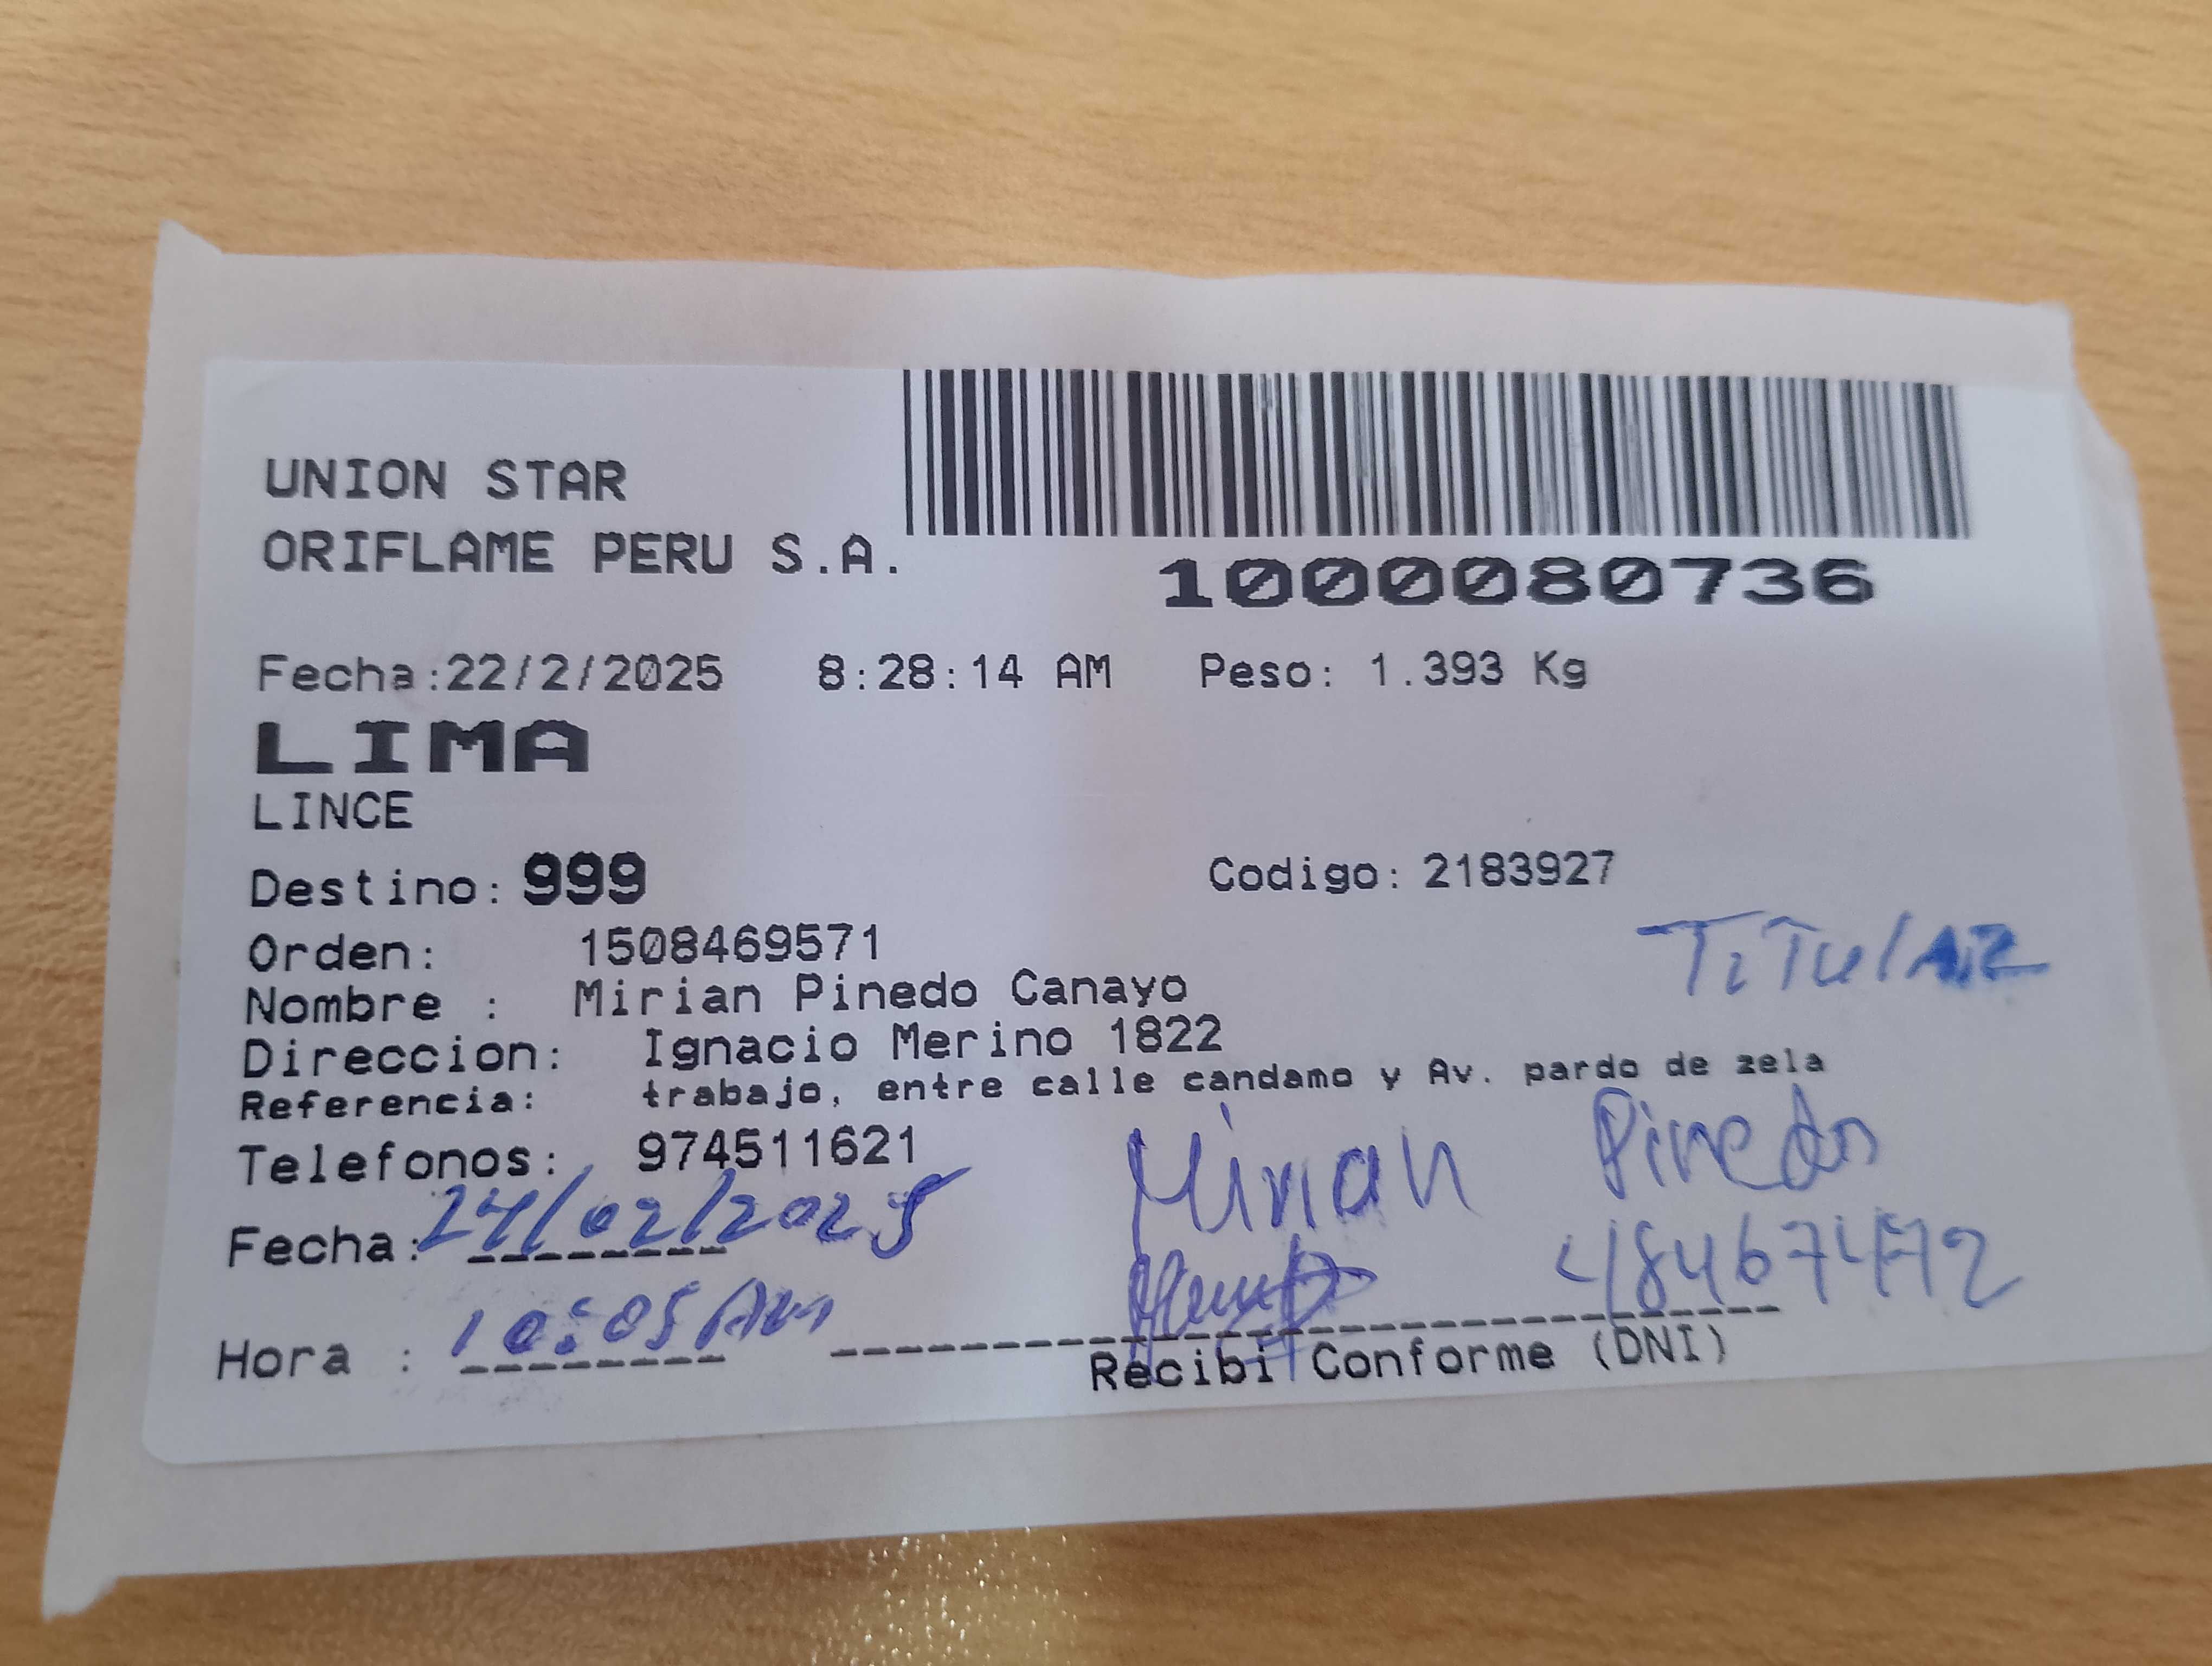 UNION STAR
ORIFLAME PERU S.A.
1000080736
Fecha:22/2/2025 8:28:14 AM Peso: 1.393 Kg
LIMA
LINCE
Destino: 999 Codigo: 2183927
TiTulAR
Orden: 1508469571
Nombre : Mirian Pinedo Canayo
Direccion: Ignacio Merino 1822
Referencia: trabajo, entre calle candamo y Av. pardo de zela
Telefonos: 974511621
Mirian Pinedo
Fecha: 24/02/2025
Hora : 10:05 AM
Recibi Conforme (DNI)